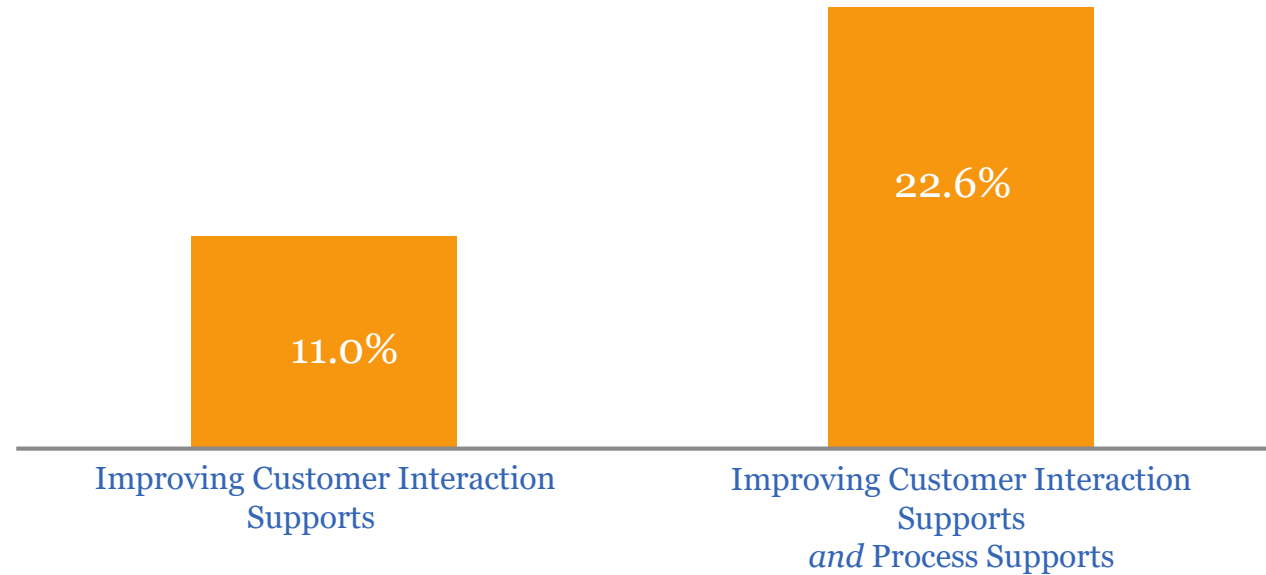 22.6%
11.0%
Improving Customer Interaction
Supports
Improving Customer Interaction
Supports
and Process Supports